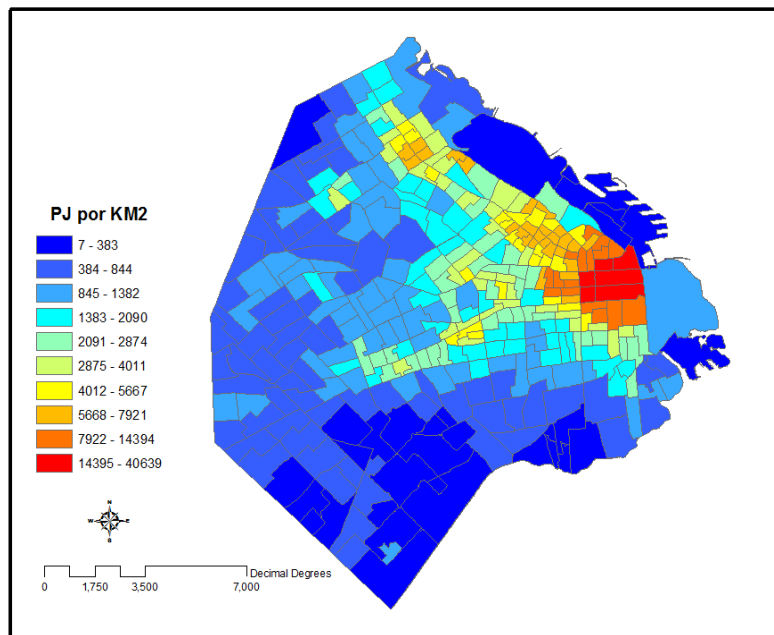 PJ por KM2
7 - 383
384 - 844
845 - 1382
1383 - 2090
2091 - 2874
2875 - 4011
4012 - 5667
5668 - 7921
7922 - 14394
14395 - 40639
N
W E
S
Decimal Degrees
0 1,750 3,500 7,000